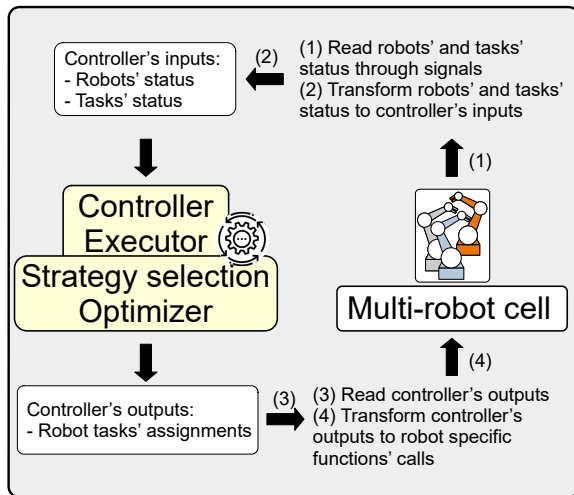 Controller's inputs:
- Robots' status
- Tasks' status
(2)
(1) Read robots' and tasks'
status through signals
(2) Transform robots' and tasks'
status to controller's inputs
(1)
Controller
Executor
Strategy selection
Optimizer
Multi-robot cell
(4)
Controller's outputs:
- Robot tasks' assignments
(3)
(3) Read controller's outputs
(4) Transform controller's
outputs to robot specific
functions' calls